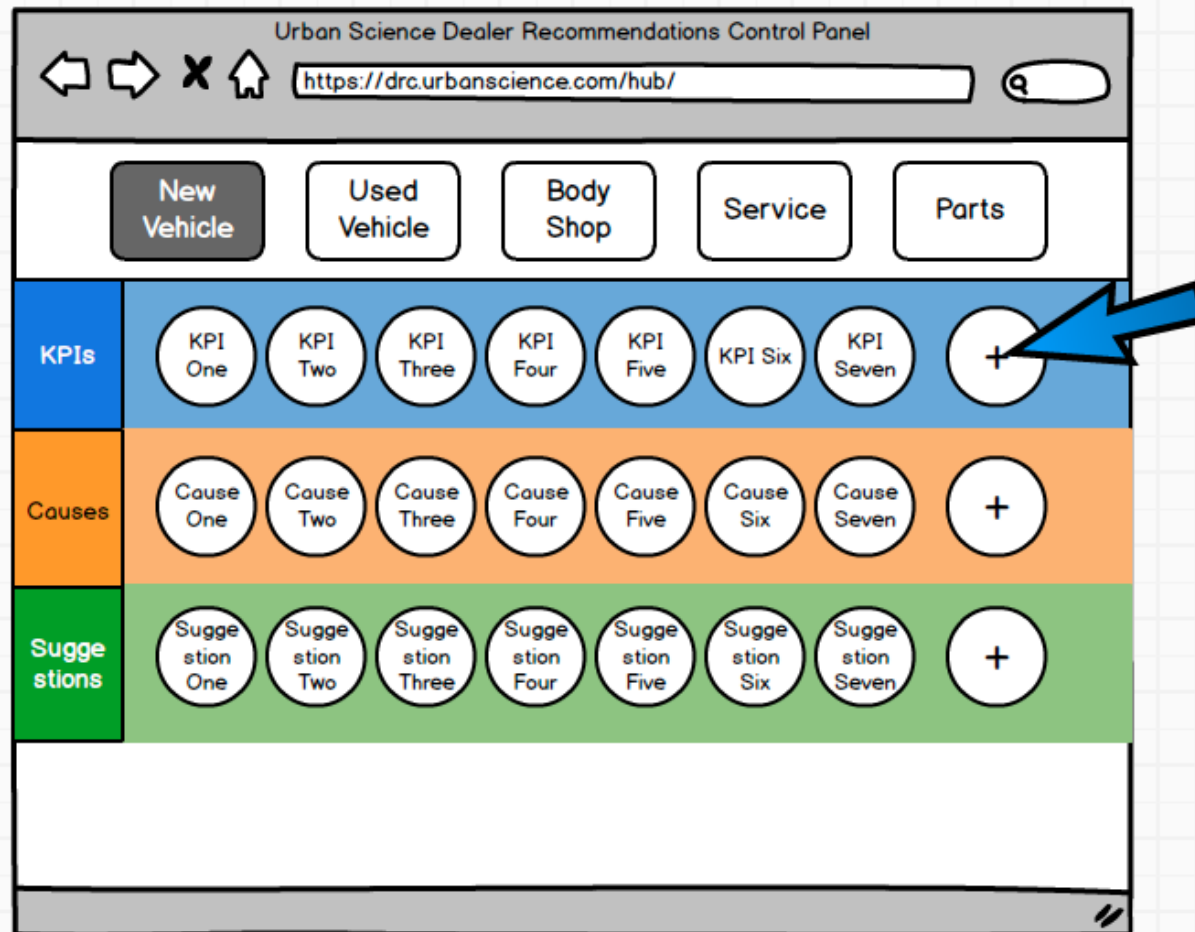 Urban Science Dealer Recommendations Control Panel
https://drc.urbanscience.com/hub/
New
Vehicle
Used
Vehicle
Body
Shop
Service
Parts
KPIs
KPI
One
KPI
Two
KPI
Three
KPI
Four
KPI
Five
KPI Six
KPI
Seven
+
Causes
Cause
One
Cause
Two
Cause
Three
Cause
Four
Cause
Five
Cause
Six
Cause
Seven
+
Sugge
stions
Sugge
stion
One
Sugge
stion
Two
Sugge
stion
Three
Sugge
stion
Four
Sugge
stion
Five
Sugge
stion
Six
Sugge
stion
Seven
+